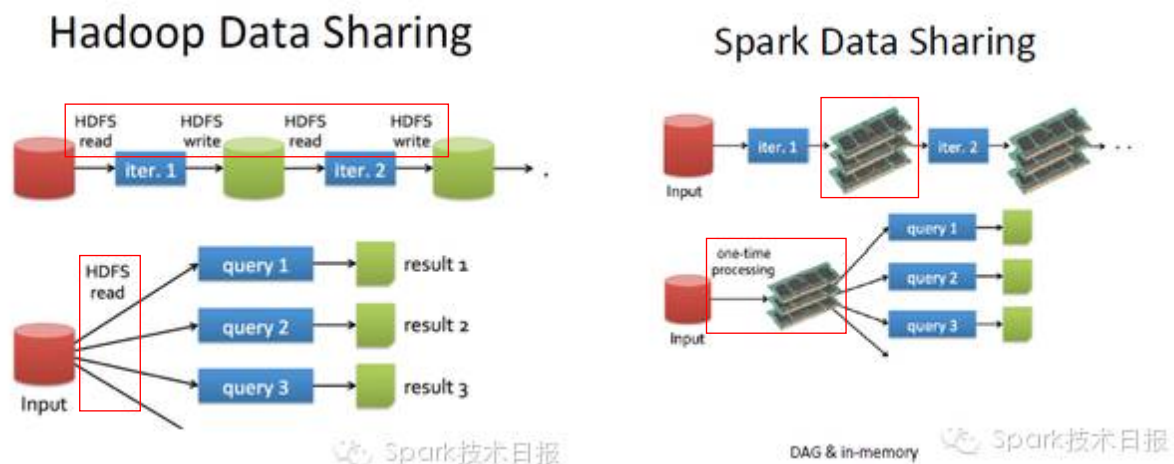 Hadoop Data Sharing
HDFS
read
HDFS
write
HDFS
read
HDFS
write
iter. 1
iter. 2
.
HDFS
read
query 1
result 1
query 2
result 2
query 3
result 3
Input
Spark技术日报
Spark Data Sharing
iter. 1
iter. 2
. .
Input
one-time
processing
query 1
query 2
query 3
Input
DAG & in-memory
Spark技术日报